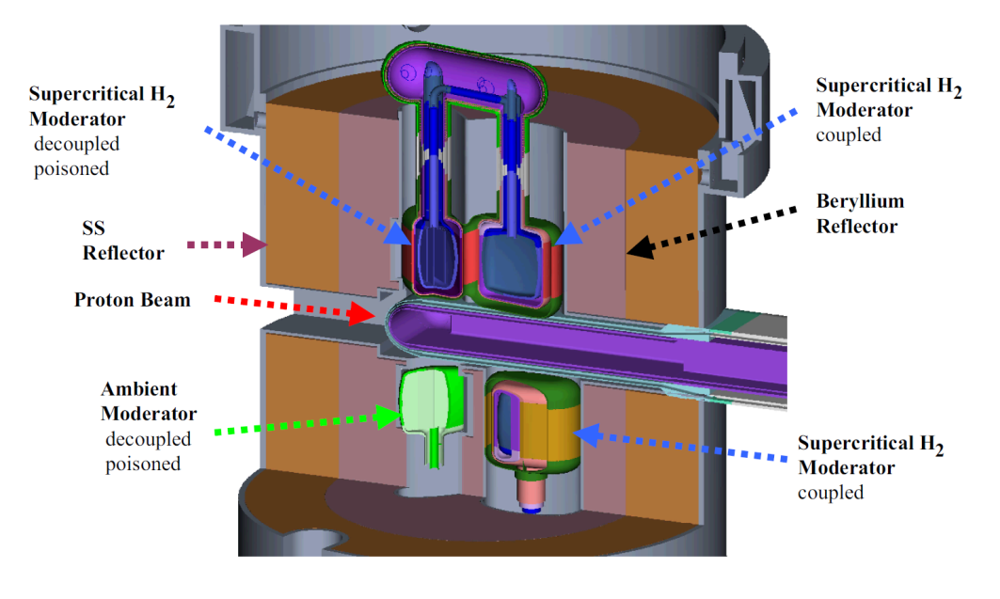 Supercritical H2
Moderator
decoupled
poisoned
SS
Reflector
Proton Beam
Ambient
Moderator
decoupled
poisoned
Supercritical H2
Moderator
coupled
Beryllium
Reflector
Supercritical H2
Moderator
coupled